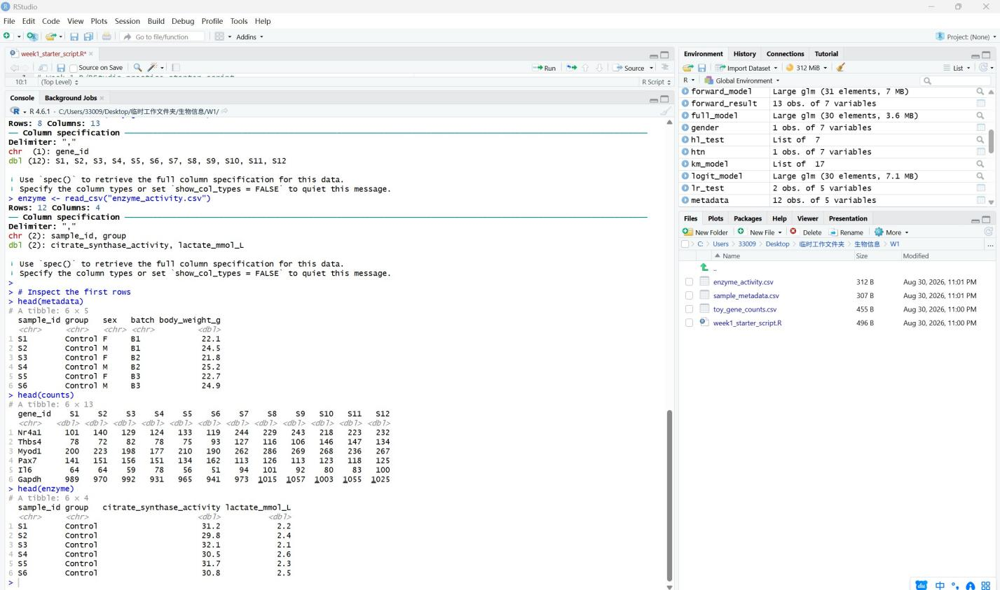 RStudio
File Edit Code View Plots Session Build Debug Profile Tools Help
Go to file/function Addins Project: (None)
week1_starter_script.R*
Source on Save Run Source
10:1 (Top Level) R Script
Console Background Jobs
R 4.6.1 · C:/Users/33009/Desktop/临时工作文件夹/生物信息/W1/
Rows: 8 Columns: 13
── Column specification
Delimiter: ","
chr (1): gene_id
dbl (12): S1, S2, S3, S4, S5, S6, S7, S8, S9, S10, S11, S12
i Use `spec()` to retrieve the full column specification for this data.
i Specify the column types or set `show_col_types = FALSE` to quiet this message.
> enzyme <- read_csv("enzyme_activity.csv")
Rows: 12 Columns: 4
── Column specification
Delimiter: ","
chr (2): sample_id, group
dbl (2): citrate_synthase_activity, lactate_mmol_L
i Use `spec()` to retrieve the full column specification for this data.
i Specify the column types or set `show_col_types = FALSE` to quiet this message.
>
> # Inspect the first rows
> head(metadata)
# A tibble: 6 × 5
sample_id group sex batch body_weight_g
<chr> <chr> <chr> <chr> <dbl>
1 S1 Control F B1 22.1
2 S2 Control M B1 24.5
3 S3 Control F B2 21.8
4 S4 Control M B2 25.2
5 S5 Control F B3 22.7
6 S6 Control M B3 24.9
> head(counts)
# A tibble: 6 × 13
gene_id S1 S2 S3 S4 S5 S6 S7 S8 S9 S10 S11 S12
<chr> <dbl> <dbl> <dbl> <dbl> <dbl> <dbl> <dbl> <dbl> <dbl> <dbl> <dbl> <dbl>
1 Nr4a1 101 140 129 124 133 119 244 229 243 218 223 232
2 Thbs4 78 72 82 78 75 93 127 116 106 146 147 134
3 Myod1 200 223 198 177 210 190 262 286 269 268 236 267
4 Pax7 141 151 156 151 134 162 113 126 113 123 118 125
5 Il6 64 64 59 78 56 51 94 101 92 80 83 100
6 Gapdh 989 970 992 931 965 941 973 1015 1057 1003 1055 1025
> head(enzyme)
# A tibble: 6 × 4
sample_id group citrate_synthase_activity lactate_mmol_L
<chr> <chr> <dbl> <dbl>
1 S1 Control 31.2 2.2
2 S2 Control 29.8 2.4
3 S3 Control 32.1 2.1
4 S4 Control 30.5 2.6
5 S5 Control 31.7 2.3
6 S6 Control 30.8 2.5
>
Environment History Connections Tutorial
Import Dataset 312 MiB List
R Global Environment
forward_model Large glm (31 elements, 7 MB)
forward_result 13 obs. of 7 variables
full_model Large glm (30 elements, 3.6 MB)
gender 1 obs. of 7 variables
hl_test List of 7
htn 1 obs. of 7 variables
km_model List of 17
logit_model Large glm (30 elements, 7.1 MB)
lr_test 2 obs. of 5 variables
metadata 12 obs. of 5 variables
Files Plots Packages Help Viewer Presentation
New Folder New File Delete Rename More
C: Users 33009 Desktop 临时工作文件夹 生物信息 W1 ...
Name Size Modified
..
enzyme_activity.csv 312 B Aug 30, 2026, 11:01 PM
sample_metadata.csv 307 B Aug 30, 2026, 11:01 PM
toy_gene_counts.csv 455 B Aug 30, 2026, 11:00 PM
week1_starter_script.R 496 B Aug 30, 2026, 11:00 PM
du 中